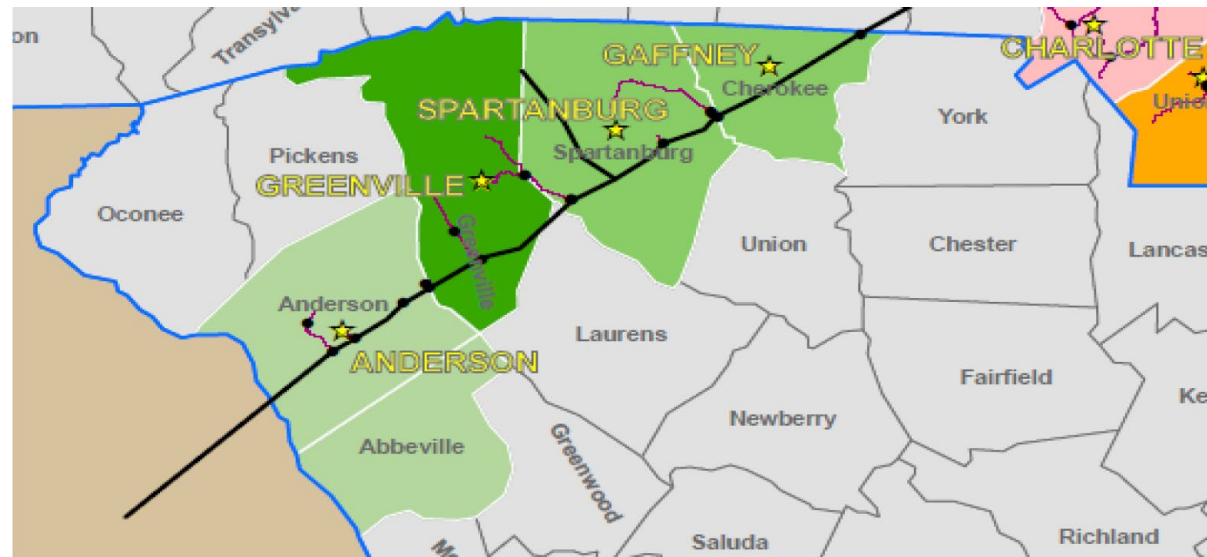 on
Transylva
GAFFNEY
CHARLOTTE
Cherokee
Union
SPARTANBURG
York
Pickens
Spartanburg
GREENVILLE
Oconee
Greenville
Union
Chester
Lancas
Anderson
Laurens
ANDERSON
Fairfield
Ke
Newberry
Abbeville
Greenwood
Richland
Saluda